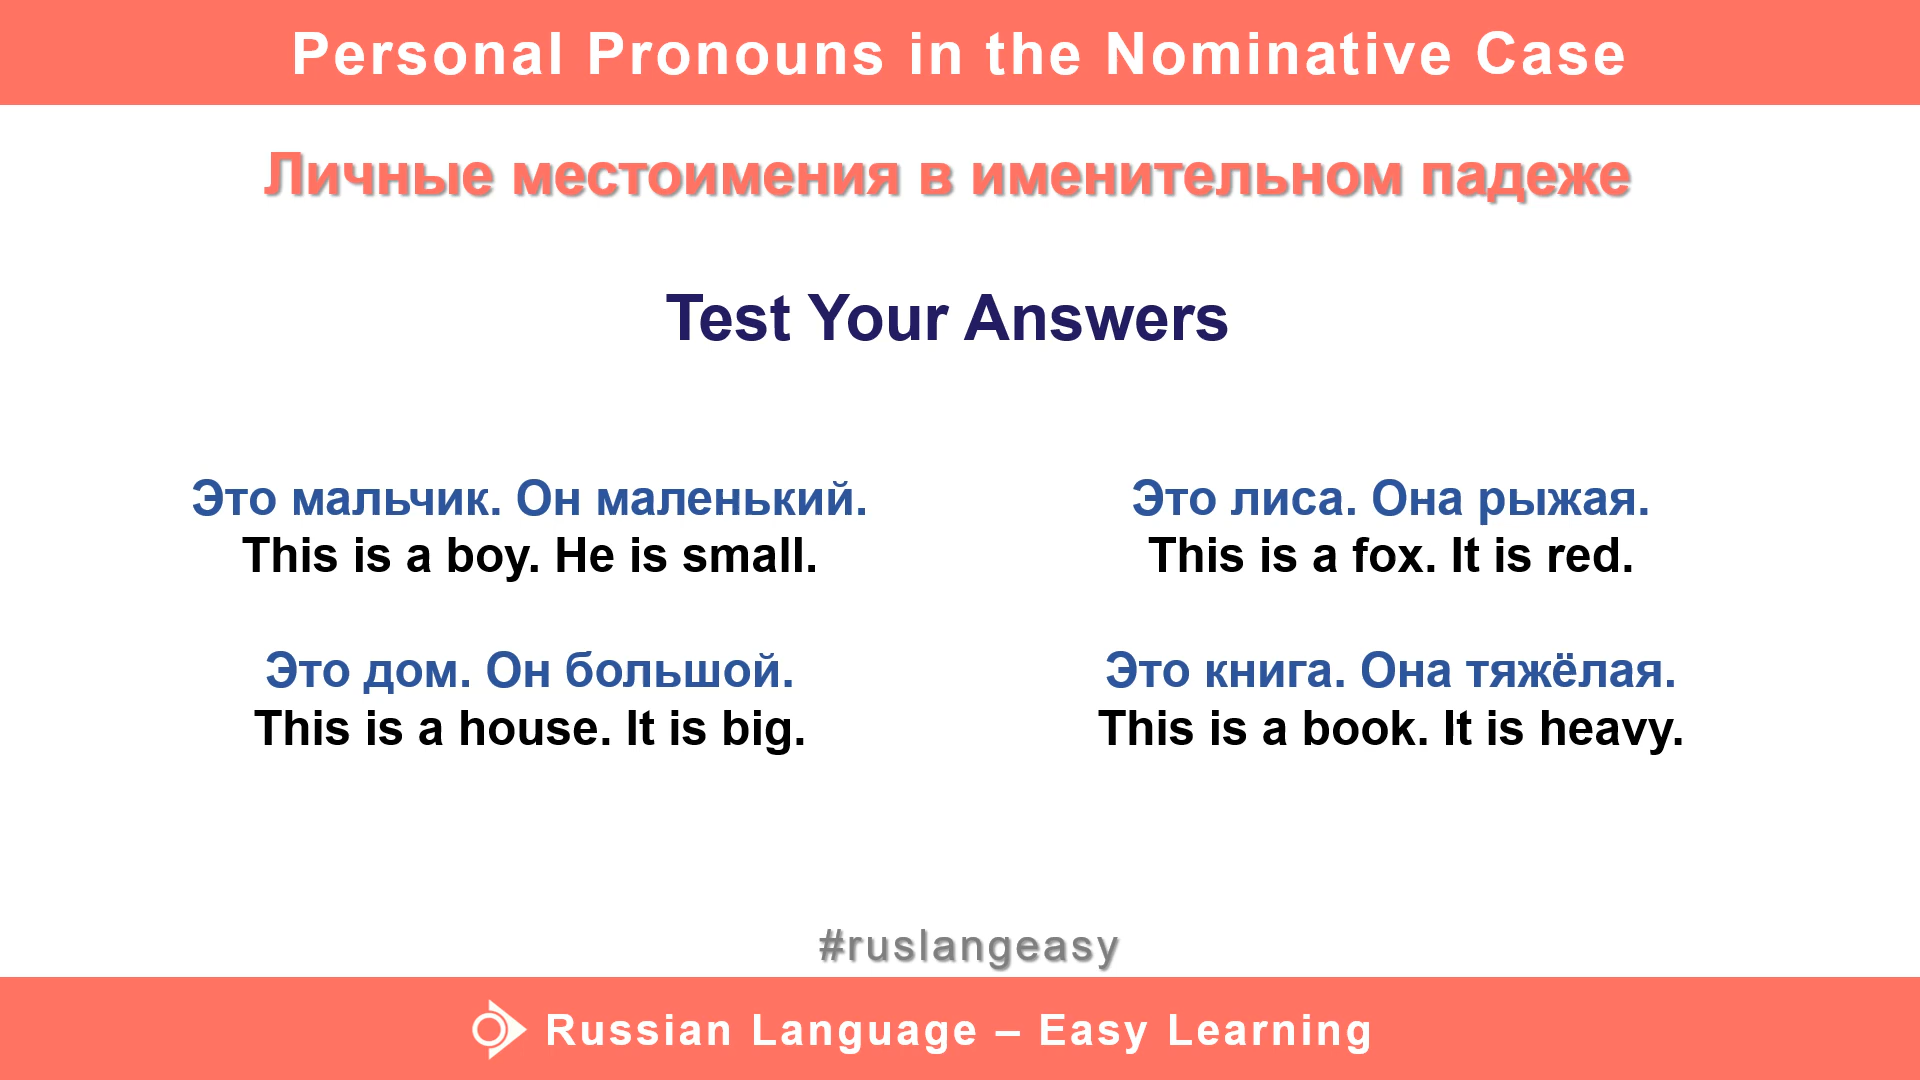 Personal Pronouns in the Nominative Case
Личные местоимения в именительном падеже
Test Your Answers
Это мальчик. Он маленький.
This is a boy. He is small.
Это лиса. Она рыжая.
This is a fox. It is red.
Это дом. Он большой.
This is a house. It is big.
Это книга. Она тяжёлая.
This is a book. It is heavy.
#ruslangeasy
Russian Language – Easy Learning